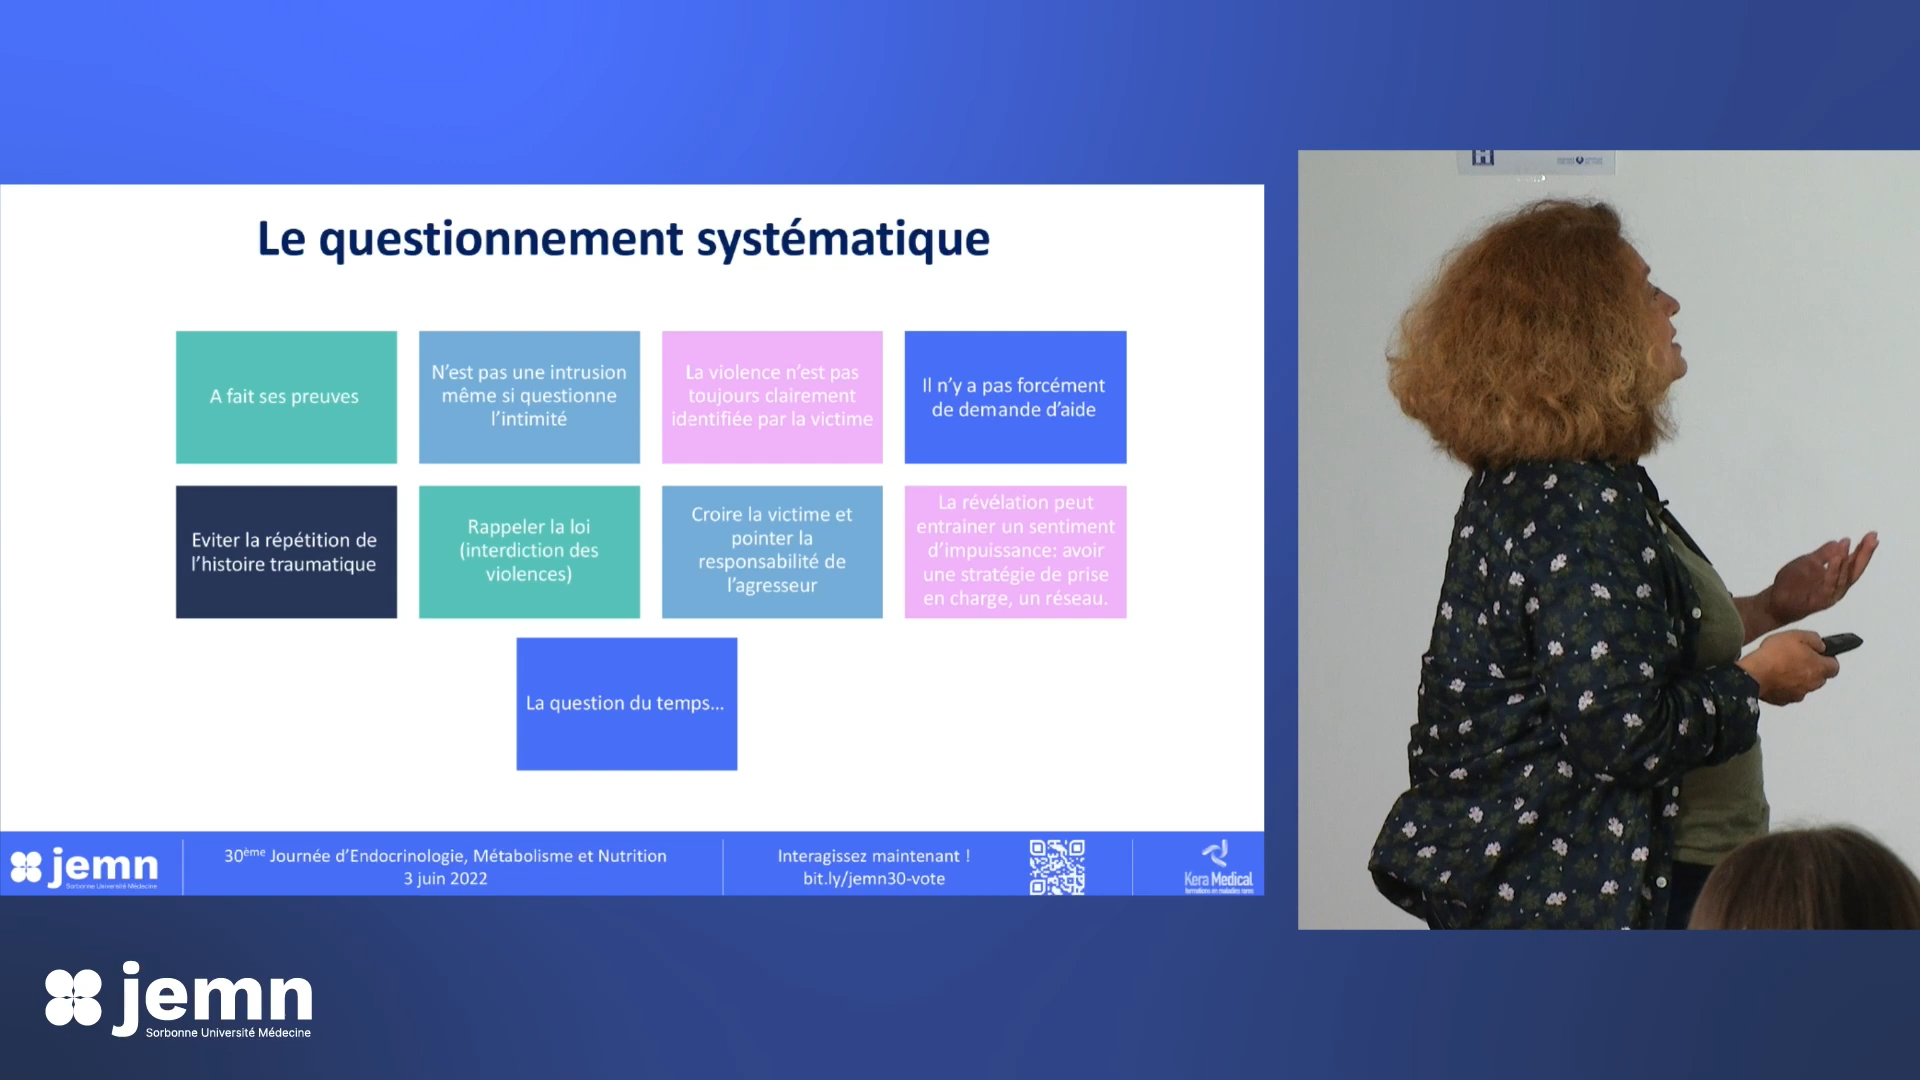 Le questionnement systématique
A fait ses preuves
N'est pas une intrusion
même si questionne
l'intimité
La violence n'est pas
toujours clairement
identifiée par la victime
Il n'y a pas forcément
de demande d'aide
Eviter la répétition de
l'histoire traumatique
Rappeler la loi
(interdiction des
violences)
Croire la victime et
pointer la
responsabilité de
l'agresseur
La révélation peut
entrainer un sentiment
d'impuissance: avoir
une stratégie de prise
en charge, un réseau.
La question du temps...
jemn
Sorbonne Université Médecine
30ème Journée d'Endocrinologie, Métabolisme et Nutrition
3 juin 2022
Interagissez maintenant !
bit.ly/jemn30-vote
Kera Medical
formations en maladies rares
H
jemn
Sorbonne Université Médecine